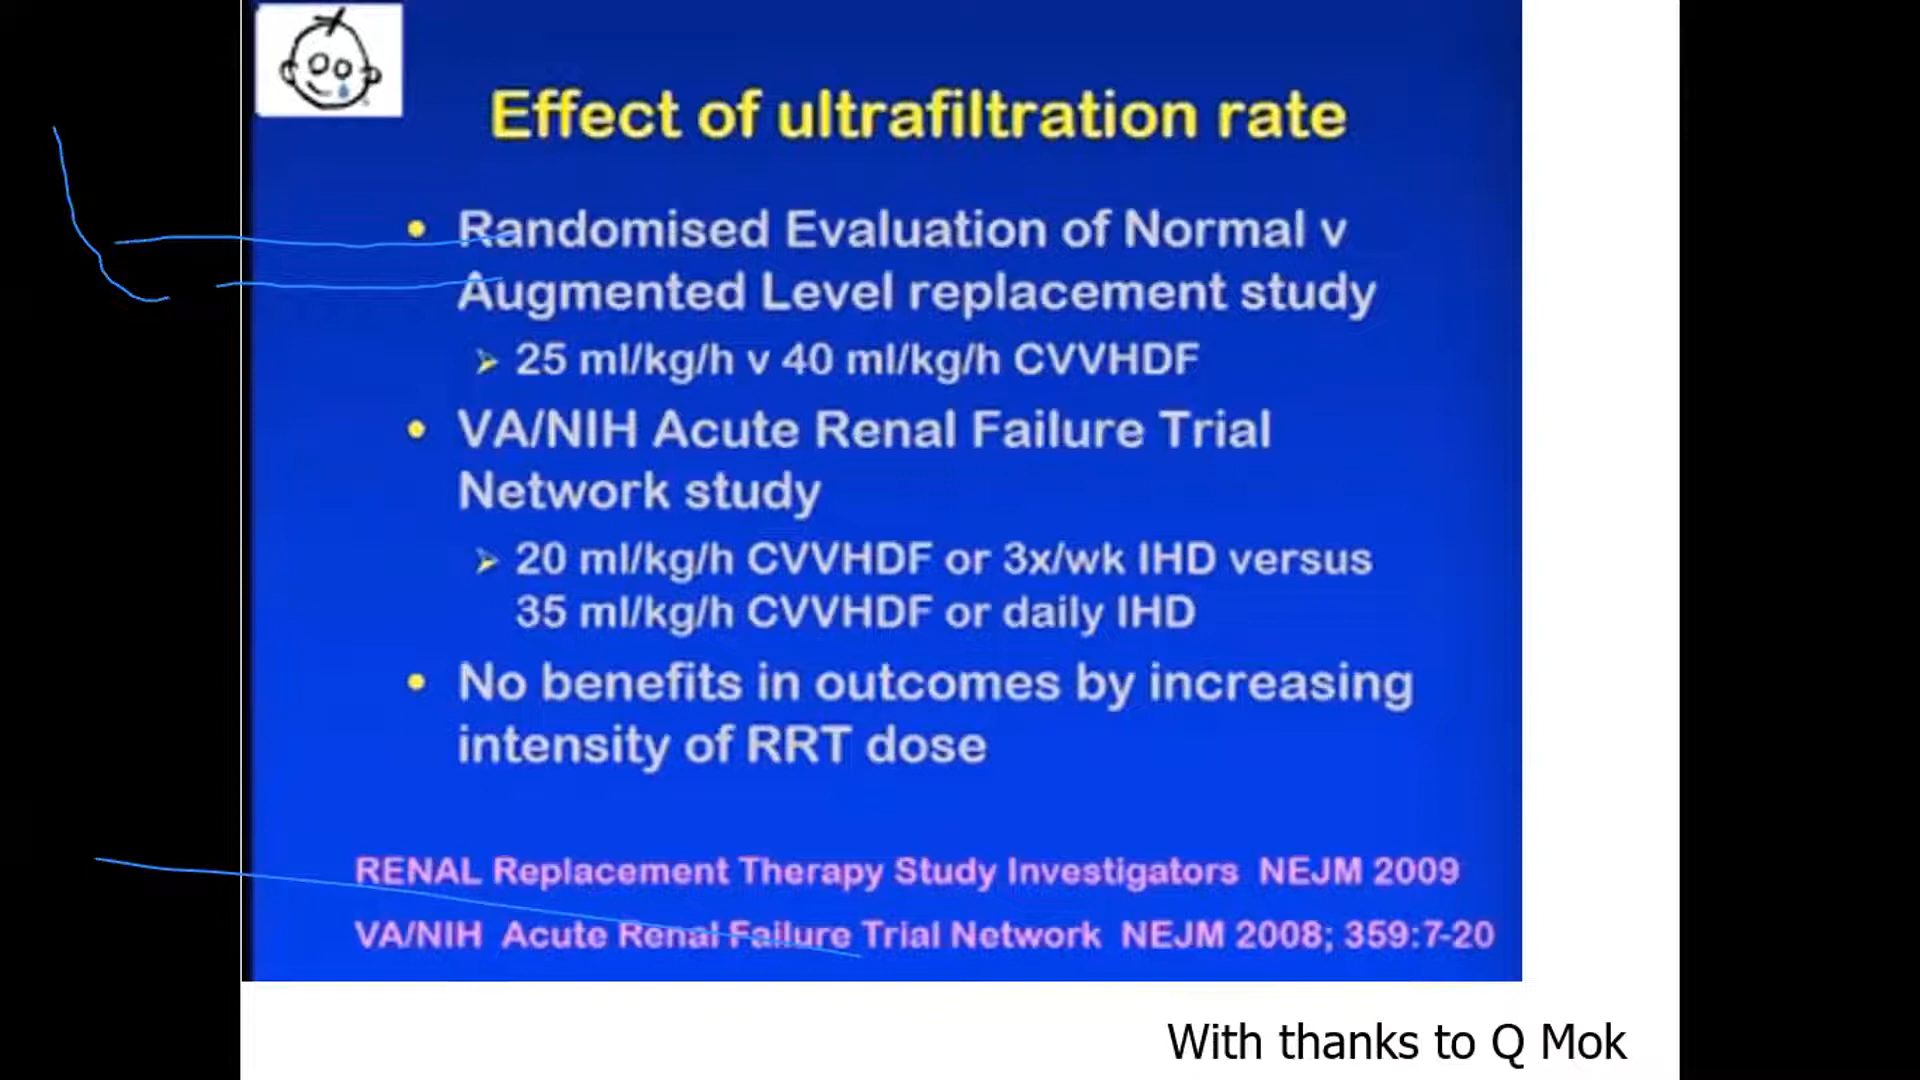 Effect of ultrafiltration rate
• Randomised Evaluation of Normal v
Augmented Level replacement study
➢ 25 ml/kg/h v 40 ml/kg/h CVVHDF
• VA/NIH Acute Renal Failure Trial
Network study
➢ 20 ml/kg/h CVVHDF or 3x/wk IHD versus
35 ml/kg/h CVVHDF or daily IHD
• No benefits in outcomes by increasing
intensity of RRT dose
RENAL Replacement Therapy Study Investigators NEJM 2009
VA/NIH Acute Renal Failure Trial Network NEJM 2008; 359:7-20
With thanks to Q Mok